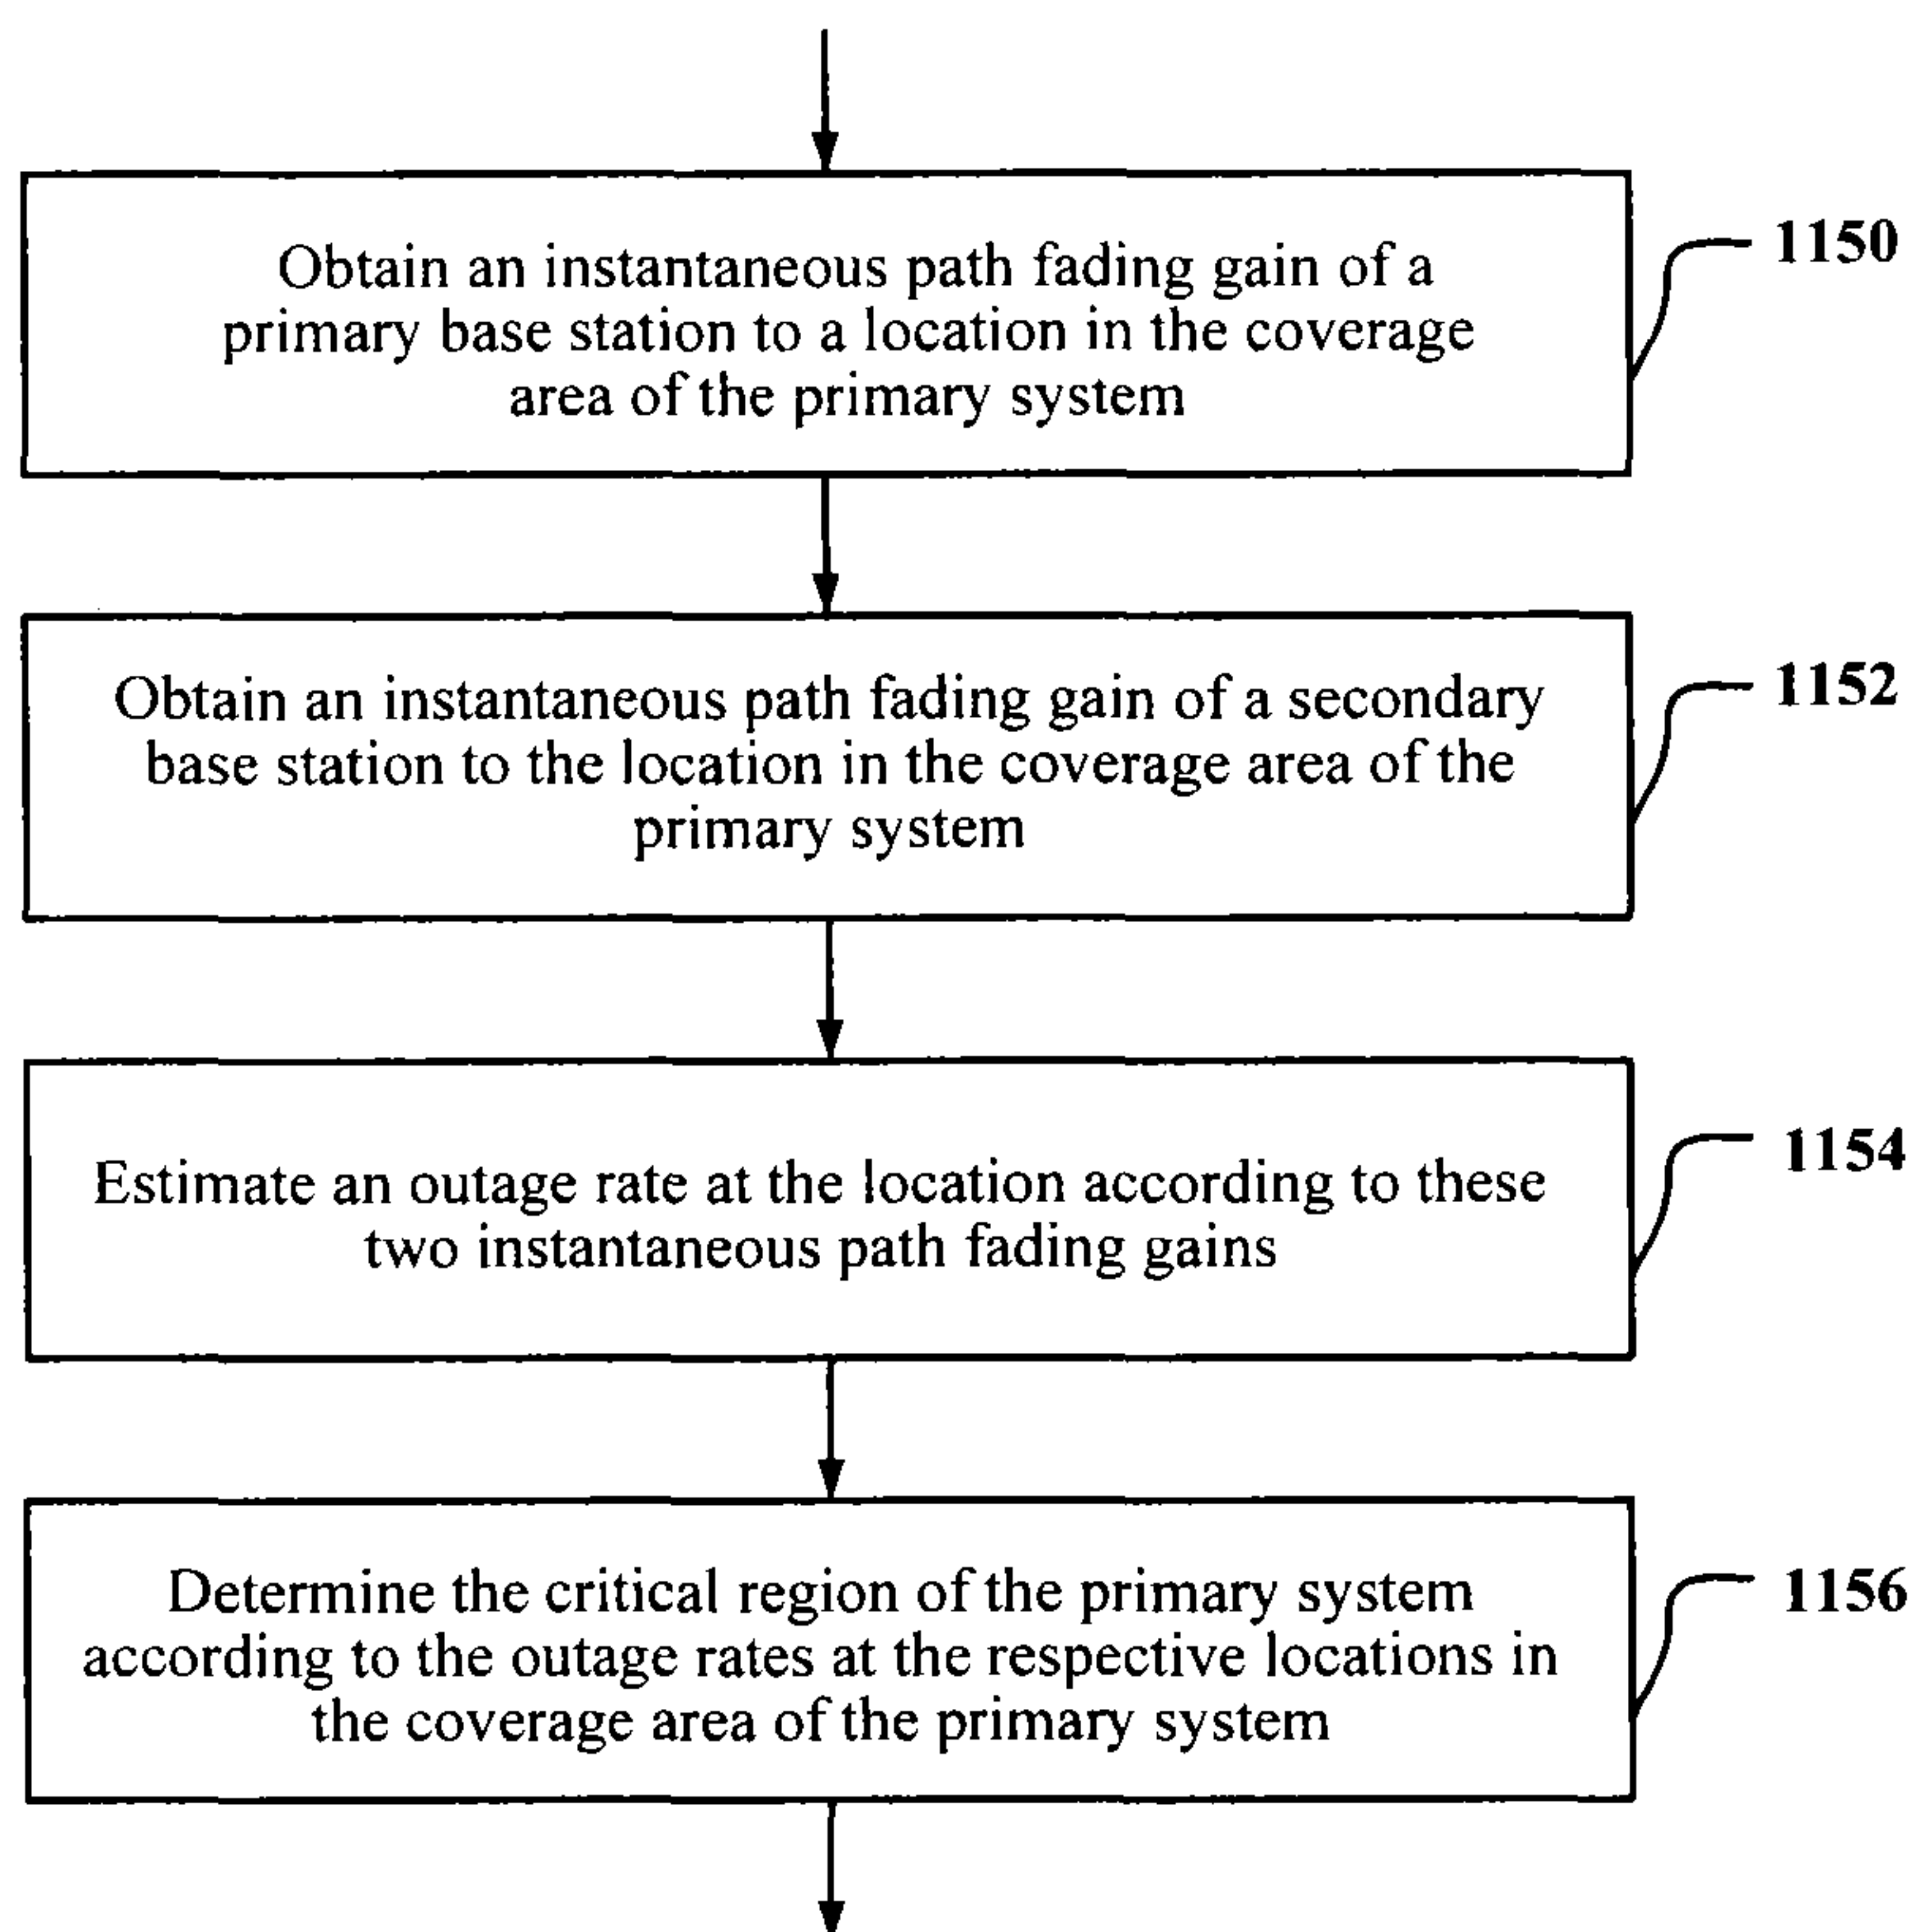 Obtain an instantaneous path fading gain of a
primary base station to a location in the coverage
area of the primary system
1150
Obtain an instantaneous path fading gain of a secondary
base station to the location in the coverage area of the
primary system
1152
Estimate an outage rate at the location according to these
two instantaneous path fading gains
1154
Determine the critical region of the primary system
according to the outage rates at the respective locations in
the coverage area of the primary system
1156